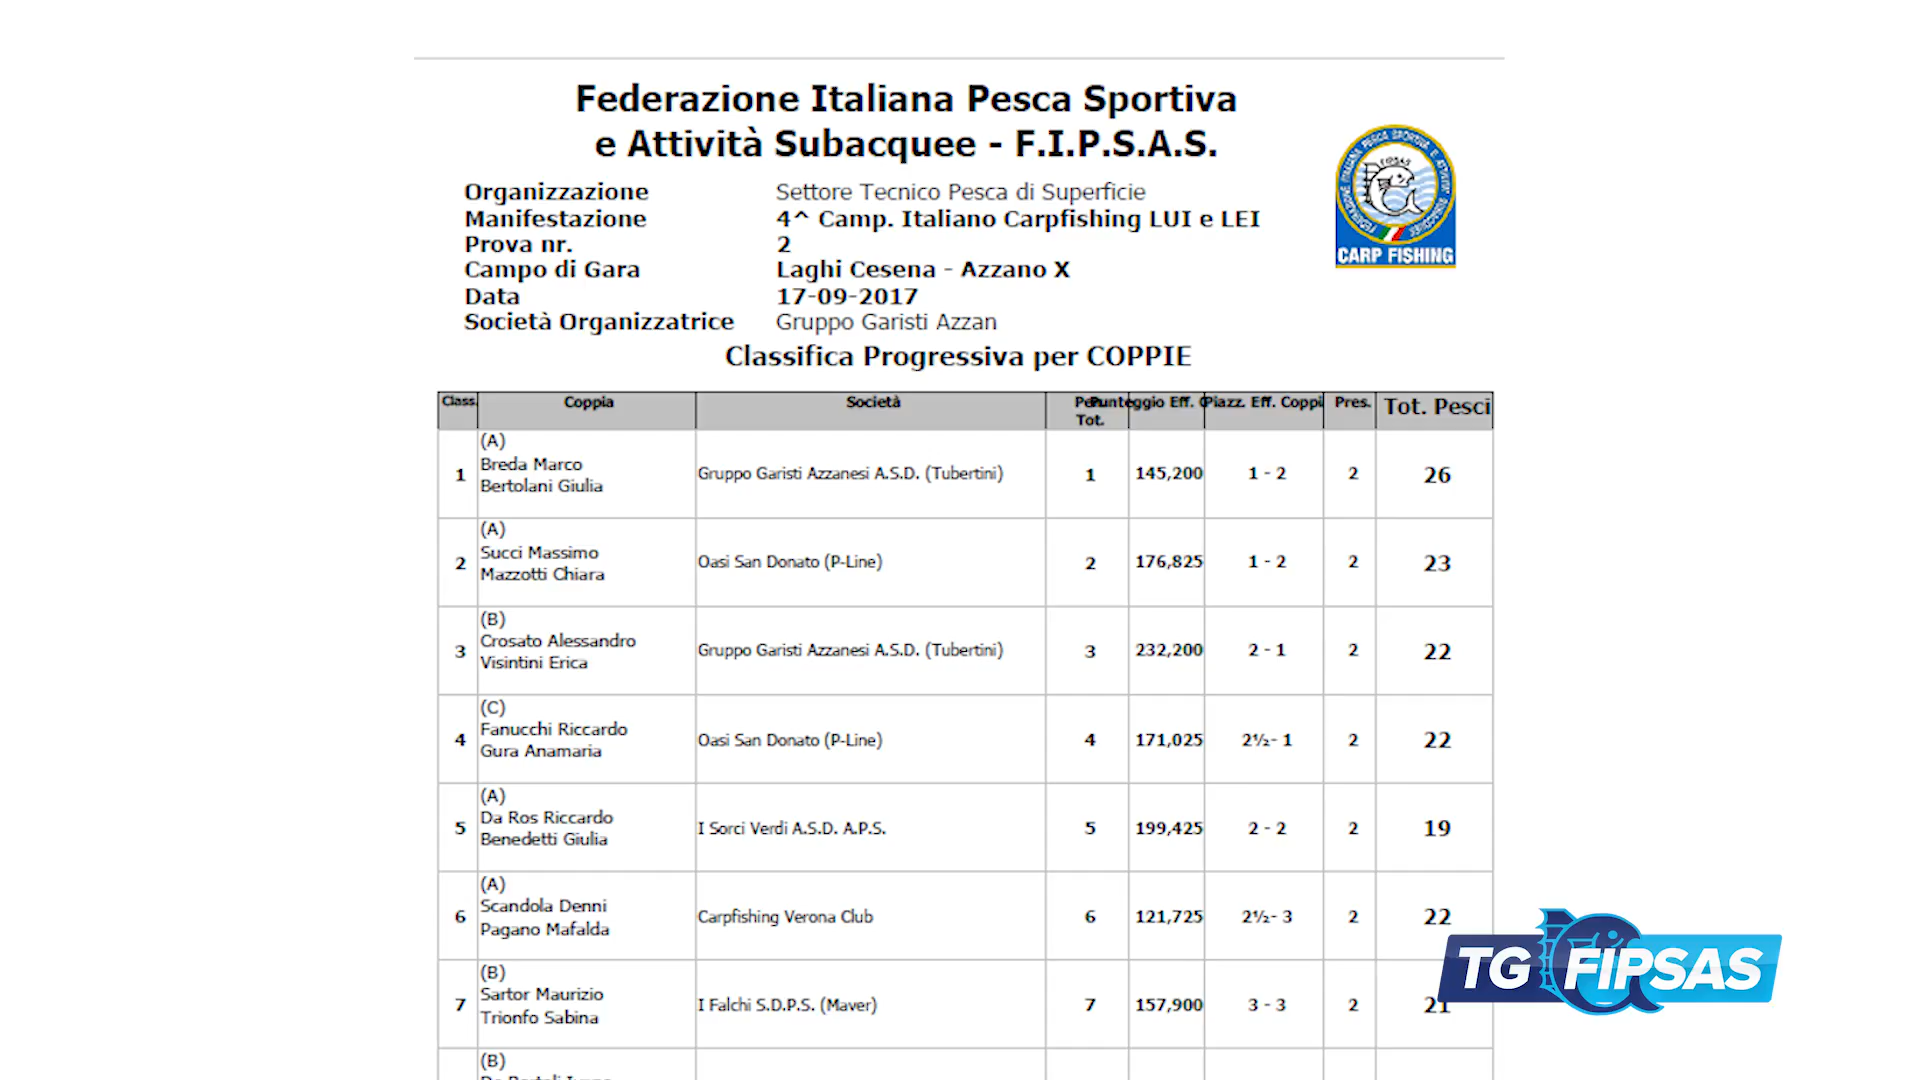 Federazione Italiana Pesca Sportiva
e Attività Subacquee - F.I.P.S.A.S.
Organizzazione Settore Tecnico Pesca di Superficie
Manifestazione 4^ Camp. Italiano Carpfishing LUI e LEI
Prova nr. 2
Campo di Gara Laghi Cesena - Azzano X
Data 17-09-2017
Società Organizzatrice Gruppo Garisti Azzan
FIPSAS
CARP FISHING
Classifica Progressiva per COPPIE
Class. Coppia Società Tot. Punteggio Eff. Piazz. Eff. Coppi Pres. Tot. Pesci
(A)
Breda Marco
Bertolani Giulia
1 Gruppo Garisti Azzanesi A.S.D. (Tubertini) 1 145,200 1 - 2 2 26
(A)
Succi Massimo
Mazzotti Chiara
2 Oasi San Donato (P-Line) 2 176,825 1 - 2 2 23
(B)
Crosato Alessandro
Visintini Erica
3 Gruppo Garisti Azzanesi A.S.D. (Tubertini) 3 232,200 2 - 1 2 22
(C)
Fanucchi Riccardo
Gura Anamaria
4 Oasi San Donato (P-Line) 4 171,025 2½- 1 2 22
(A)
Da Ros Riccardo
Benedetti Giulia
5 I Sorci Verdi A.S.D. A.P.S. 5 199,425 2 - 2 2 19
(A)
Scandola Denni
Pagano Mafalda
6 Carpfishing Verona Club 6 121,725 2½- 3 2 22
(B)
Sartor Maurizio
Trionfo Sabina
7 I Falchi S.D.P.S. (Maver) 7 157,900 3 - 3 2 21
(B)
TG FIPSAS